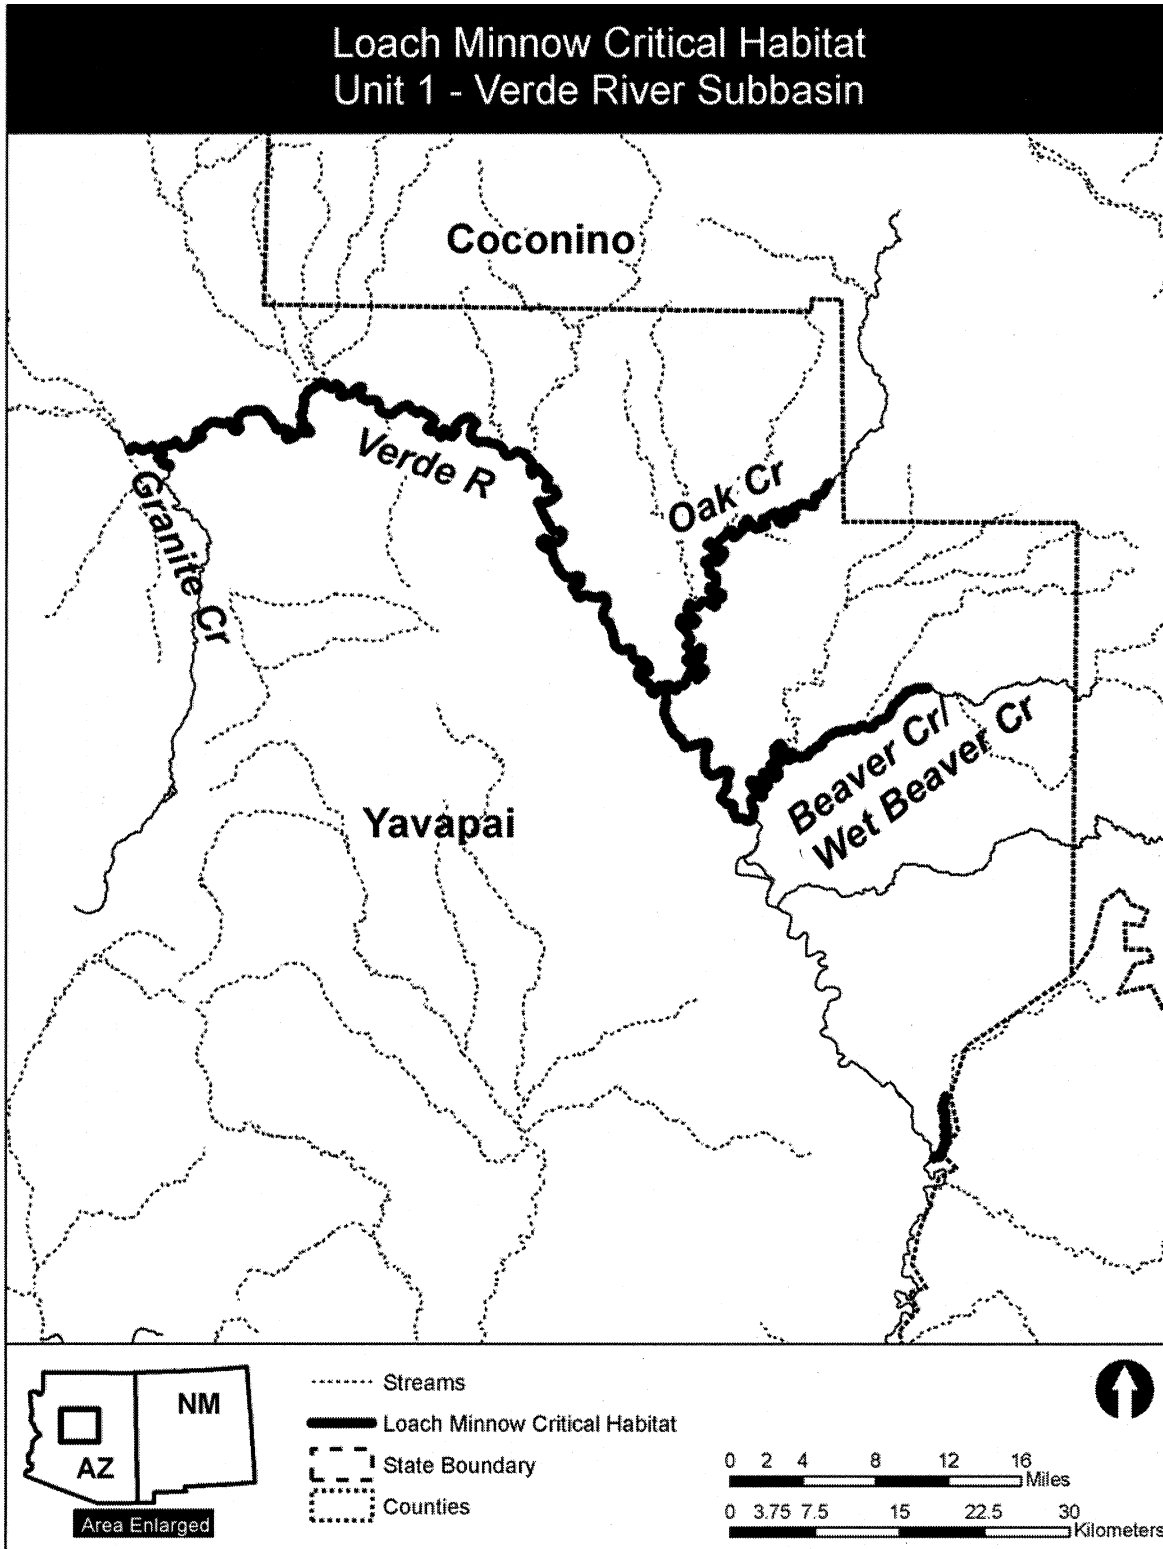 Loach Minnow Critical Habitat
Unit 1 - Verde River Subbasin
Coconino
Verde R
Oak Cr
Granite Cr
Beaver Cr/
Wet Beaver Cr
Yavapai
NM
AZ
Area Enlarged
Streams
Loach Minnow Critical Habitat
State Boundary
Counties
0 2 4 8 12 16
Miles
0 3.75 7.5 15 22.5 30
Kilometers